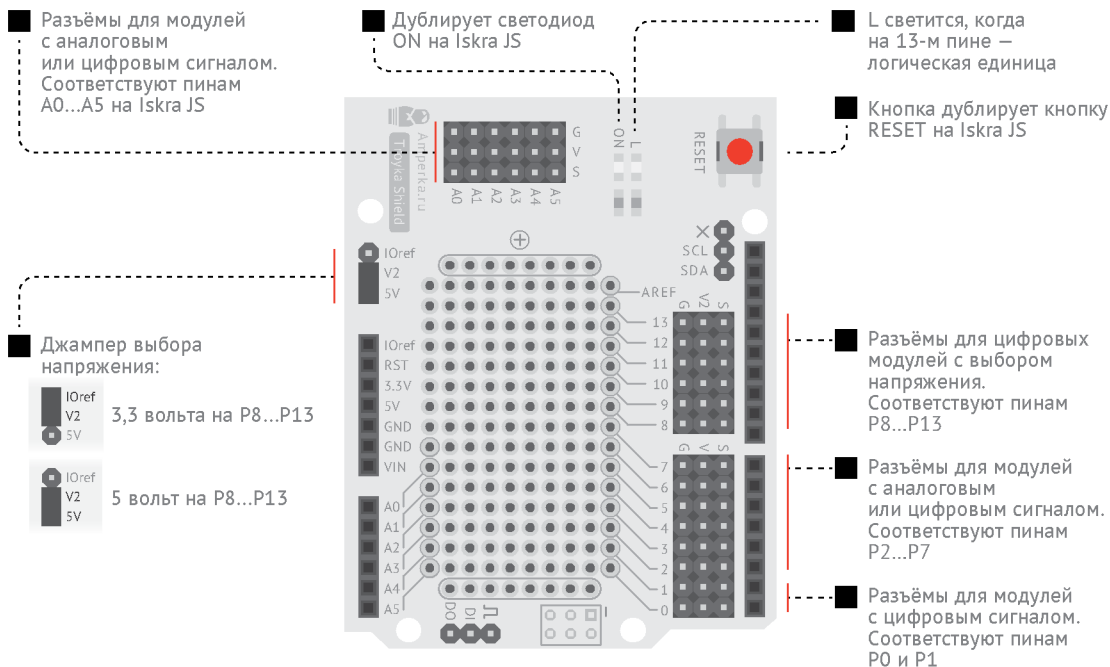 Разъёмы для модулей
с аналоговым
или цифровым сигналом.
Соответствуют пинам
A0...A5 на Iskra JS
Дублирует светодиод
ON на Iskra JS
L светится, когда
на 13-м пине —
логическая единица
Кнопка дублирует кнопку
RESET на Iskra JS
Amperka.ru
Troyka Shield
G
V
S
A0
A1
A2
A3
A4
A5
ON
L
RESET
SCL
SDA
IOref
V2
5V
AREF
G
V2
S
13
12
11
10
9
8
IOref
RST
3.3V
5V
GND
GND
VIN
G
V
S
7
6
5
4
3
2
1
0
A0
A1
A2
A3
A4
A5
DO
DI
1
Джампер выбора
напряжения:
IOref
V2
5V
3,3 вольта на P8...P13
IOref
V2
5V
5 вольт на P8...P13
Разъёмы для цифровых
модулей с выбором
напряжения.
Соответствуют пинам
P8...P13
Разъёмы для модулей
с аналоговым
или цифровым сигналом.
Соответствуют пинам
P2...P7
Разъёмы для модулей
с цифровым сигналом.
Соответствуют пинам
P0 и P1